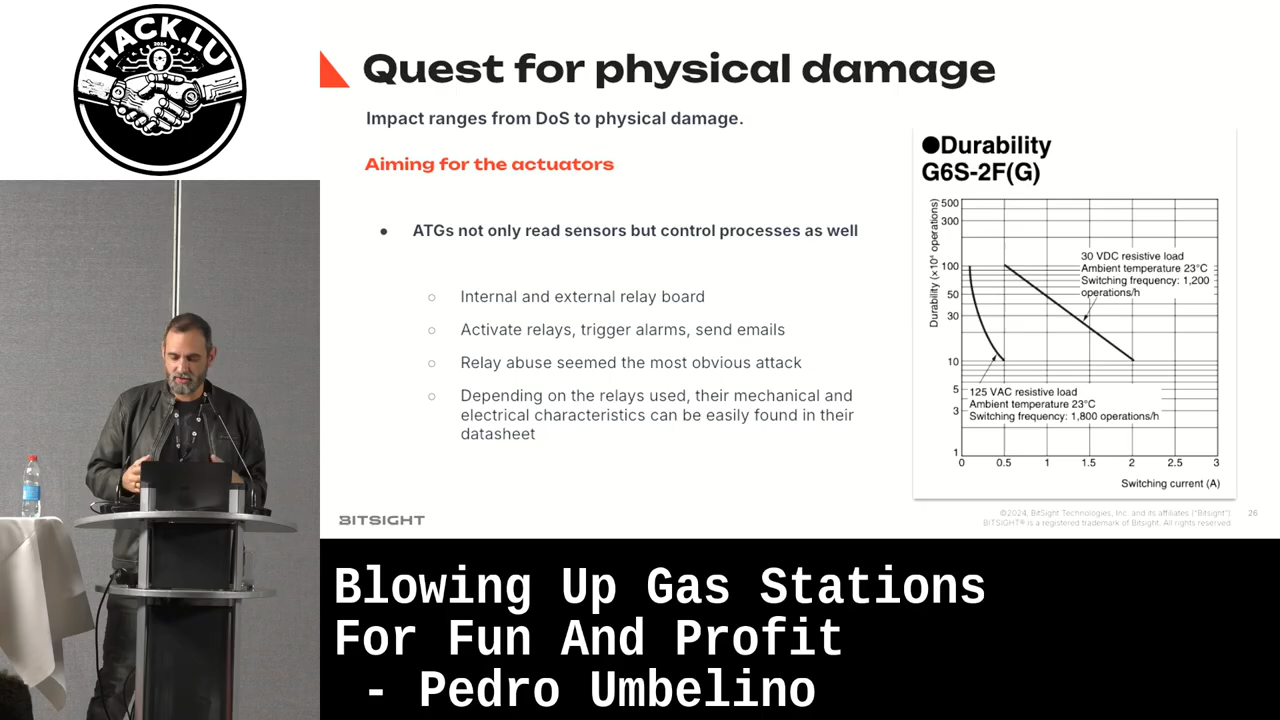 HACK.LU
2024
Quest for physical damage
Impact ranges from DoS to physical damage.
Aiming for the actuators
● ATGs not only read sensors but control processes as well
○ Internal and external relay board
○ Activate relays, trigger alarms, send emails
○ Relay abuse seemed the most obvious attack
○ Depending on the relays used, their mechanical and
electrical characteristics can be easily found in their
datasheet
●Durability
G6S-2F(G)
Durability (×10⁴ operations)
500
300
100
50
30
10
5
3
1
30 VDC resistive load
Ambient temperature 23°C
Switching frequency: 1,200
operations/h
125 VAC resistive load
Ambient temperature 23°C
Switching frequency: 1,800 operations/h
0 0.5 1 1.5 2 2.5 3
Switching current (A)
BITSIGHT
©2024, BitSight Technologies, Inc. and its affiliates ("Bitsight").
BITSIGHT® is a registered trademark of Bitsight. All rights reserved.
26
Blowing Up Gas Stations
For Fun And Profit
- Pedro Umbelino